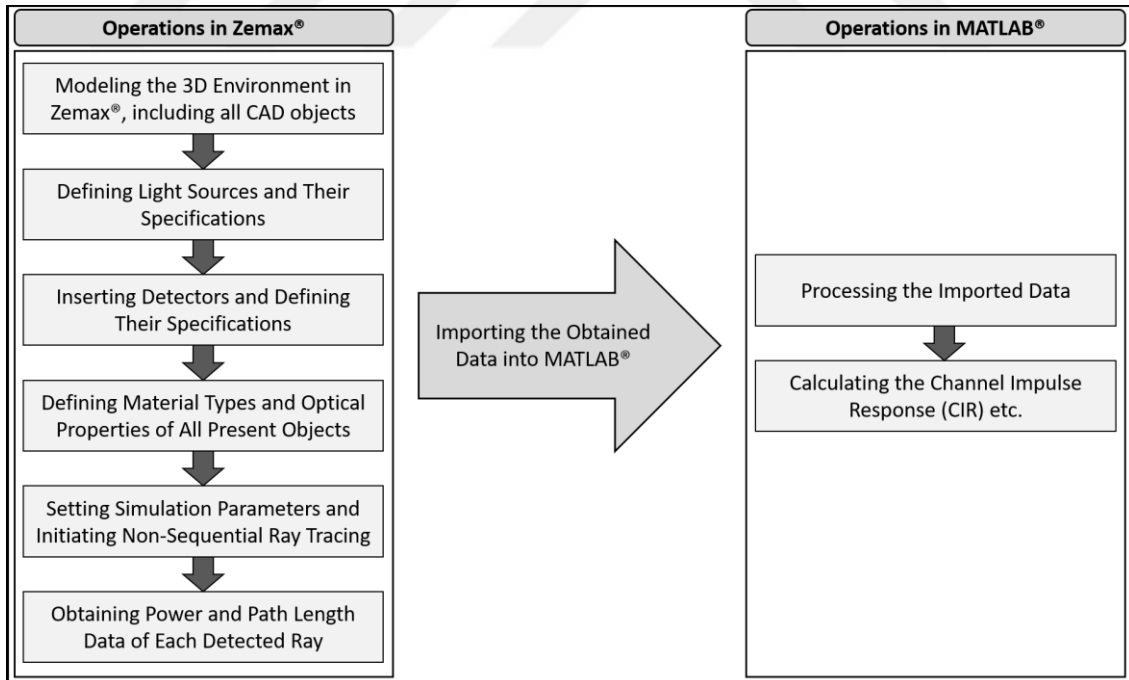 Operations in Zemax®
Modeling the 3D Environment in
Zemax®, including all CAD objects
Defining Light Sources and Their
Specifications
Inserting Detectors and Defining
Their Specifications
Defining Material Types and Optical
Properties of All Present Objects
Setting Simulation Parameters and
Initiating Non-Sequential Ray Tracing
Obtaining Power and Path Length
Data of Each Detected Ray
Importing the Obtained
Data into MATLAB®
Operations in MATLAB®
Processing the Imported Data
Calculating the Channel Impulse
Response (CIR) etc.